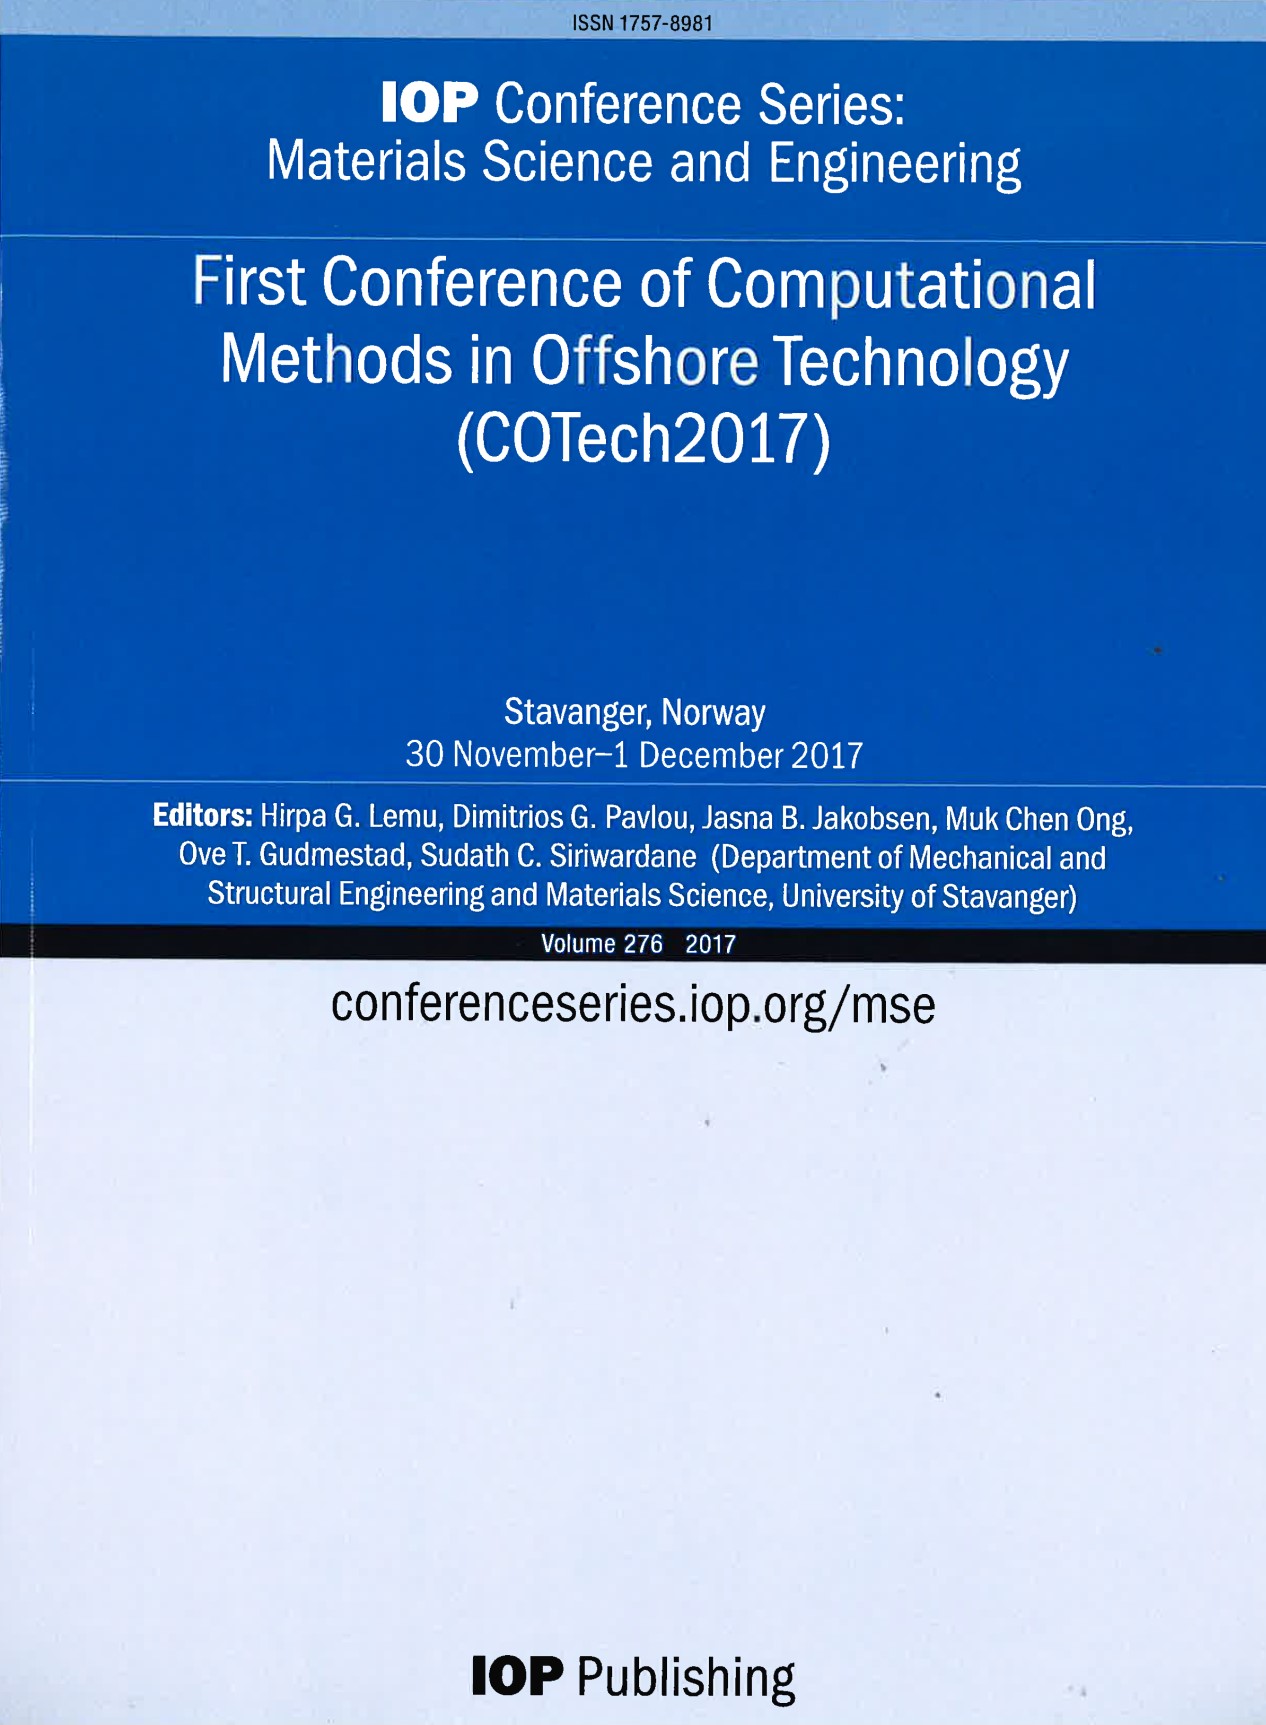 ISSN 1757-8981
IOP Conference Series:
Materials Science and Engineering
First Conference of Computational
Methods in Offshore Technology
(COTech2017)
Stavanger, Norway
30 November–1 December 2017
Editors: Hirpa G. Lemu, Dimitrios G. Pavlou, Jasna B. Jakobsen, Muk Chen Ong,
Ove T. Gudmestad, Sudath C. Siriwardane (Department of Mechanical and
Structural Engineering and Materials Science, University of Stavanger)
Volume 276 2017
conferenceseries.iop.org/mse
IOP Publishing